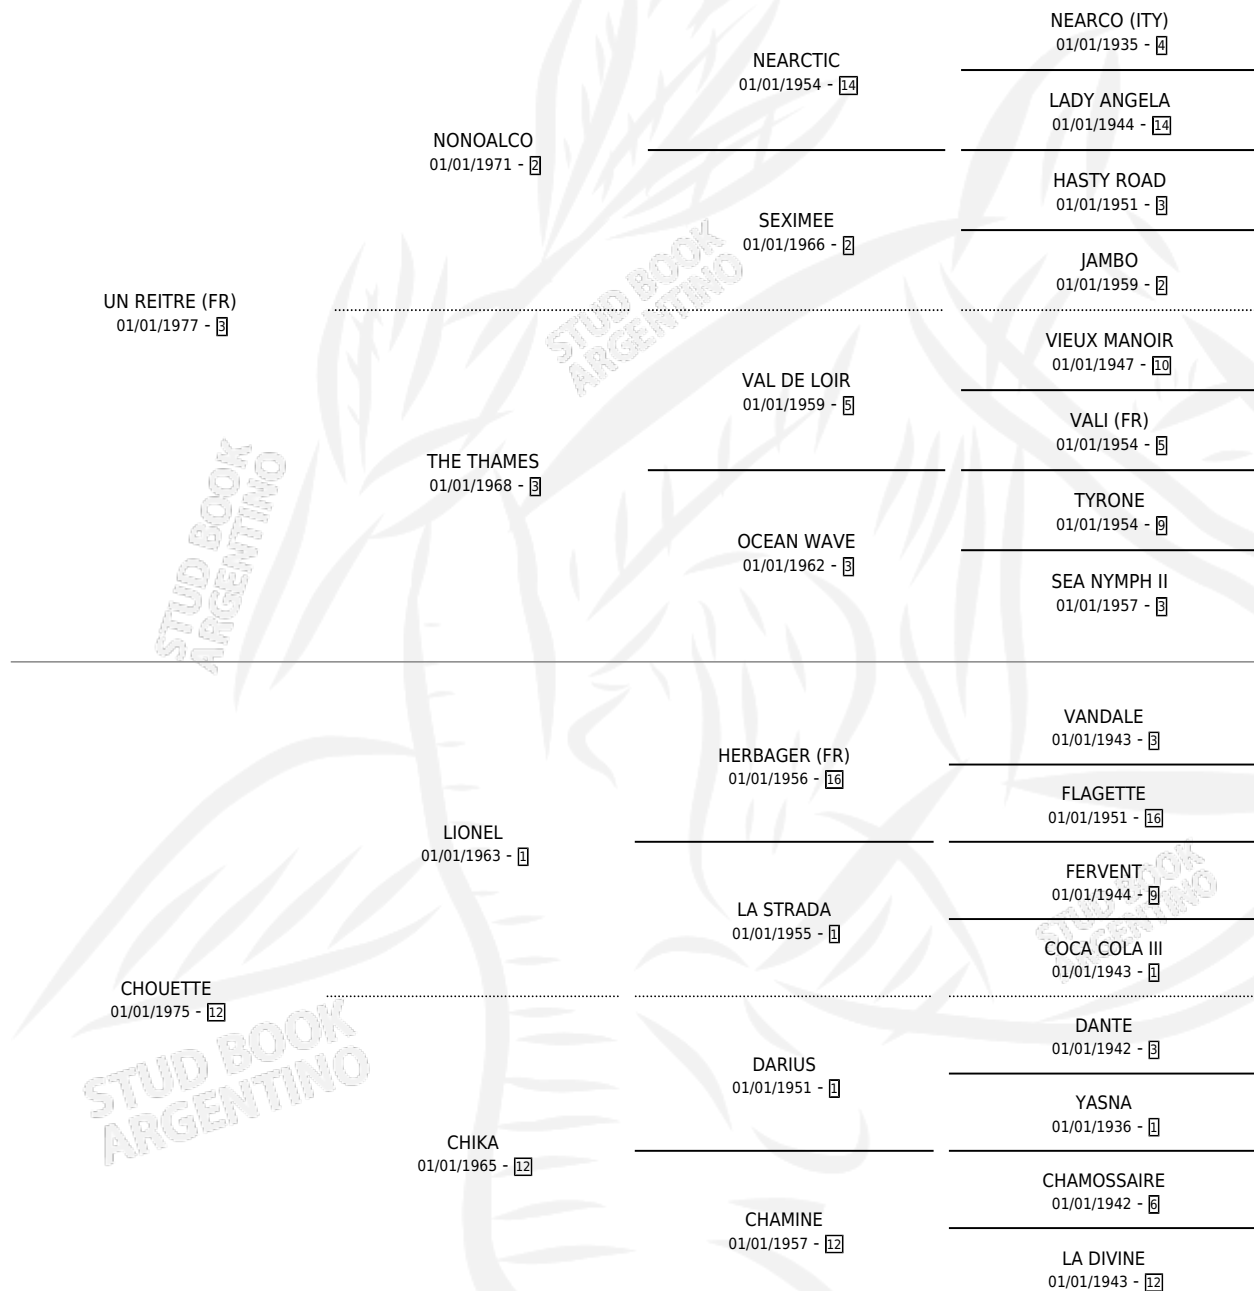 NEARCO (ITY)
01/01/1935 - 4
NEARCTIC
01/01/1954 - 14
LADY ANGELA
01/01/1944 - 14
NONOALCO
01/01/1971 - 2
HASTY ROAD
01/01/1951 - 3
SEXIMEE
01/01/1966 - 2
JAMBO
01/01/1959 - 2
UN REITRE (FR)
01/01/1977 - 3
VIEUX MANOIR
01/01/1947 - 10
VAL DE LOIR
01/01/1959 - 5
VALI (FR)
01/01/1954 - 5
THE THAMES
01/01/1968 - 3
TYRONE
01/01/1954 - 9
OCEAN WAVE
01/01/1962 - 3
SEA NYMPH II
01/01/1957 - 3
VANDALE
01/01/1943 - 3
HERBAGER (FR)
01/01/1956 - 16
FLAGETTE
01/01/1951 - 16
LIONEL
01/01/1963 - 1
FERVENT
01/01/1944 - 9
LA STRADA
01/01/1955 - 1
COCA COLA III
01/01/1943 - 1
CHOUETTE
01/01/1975 - 12
DANTE
01/01/1942 - 3
DARIUS
01/01/1951 - 1
YASNA
01/01/1936 - 1
CHIKA
01/01/1965 - 12
CHAMOSSAIRE
01/01/1942 - 6
CHAMINE
01/01/1957 - 12
LA DIVINE
01/01/1943 - 12
STUD BOOK
ARGENTINO
STUD BOOK
ARGENTINO
STUD BOOK
ARGENTINO
STUD BOOK
ARGENTINO